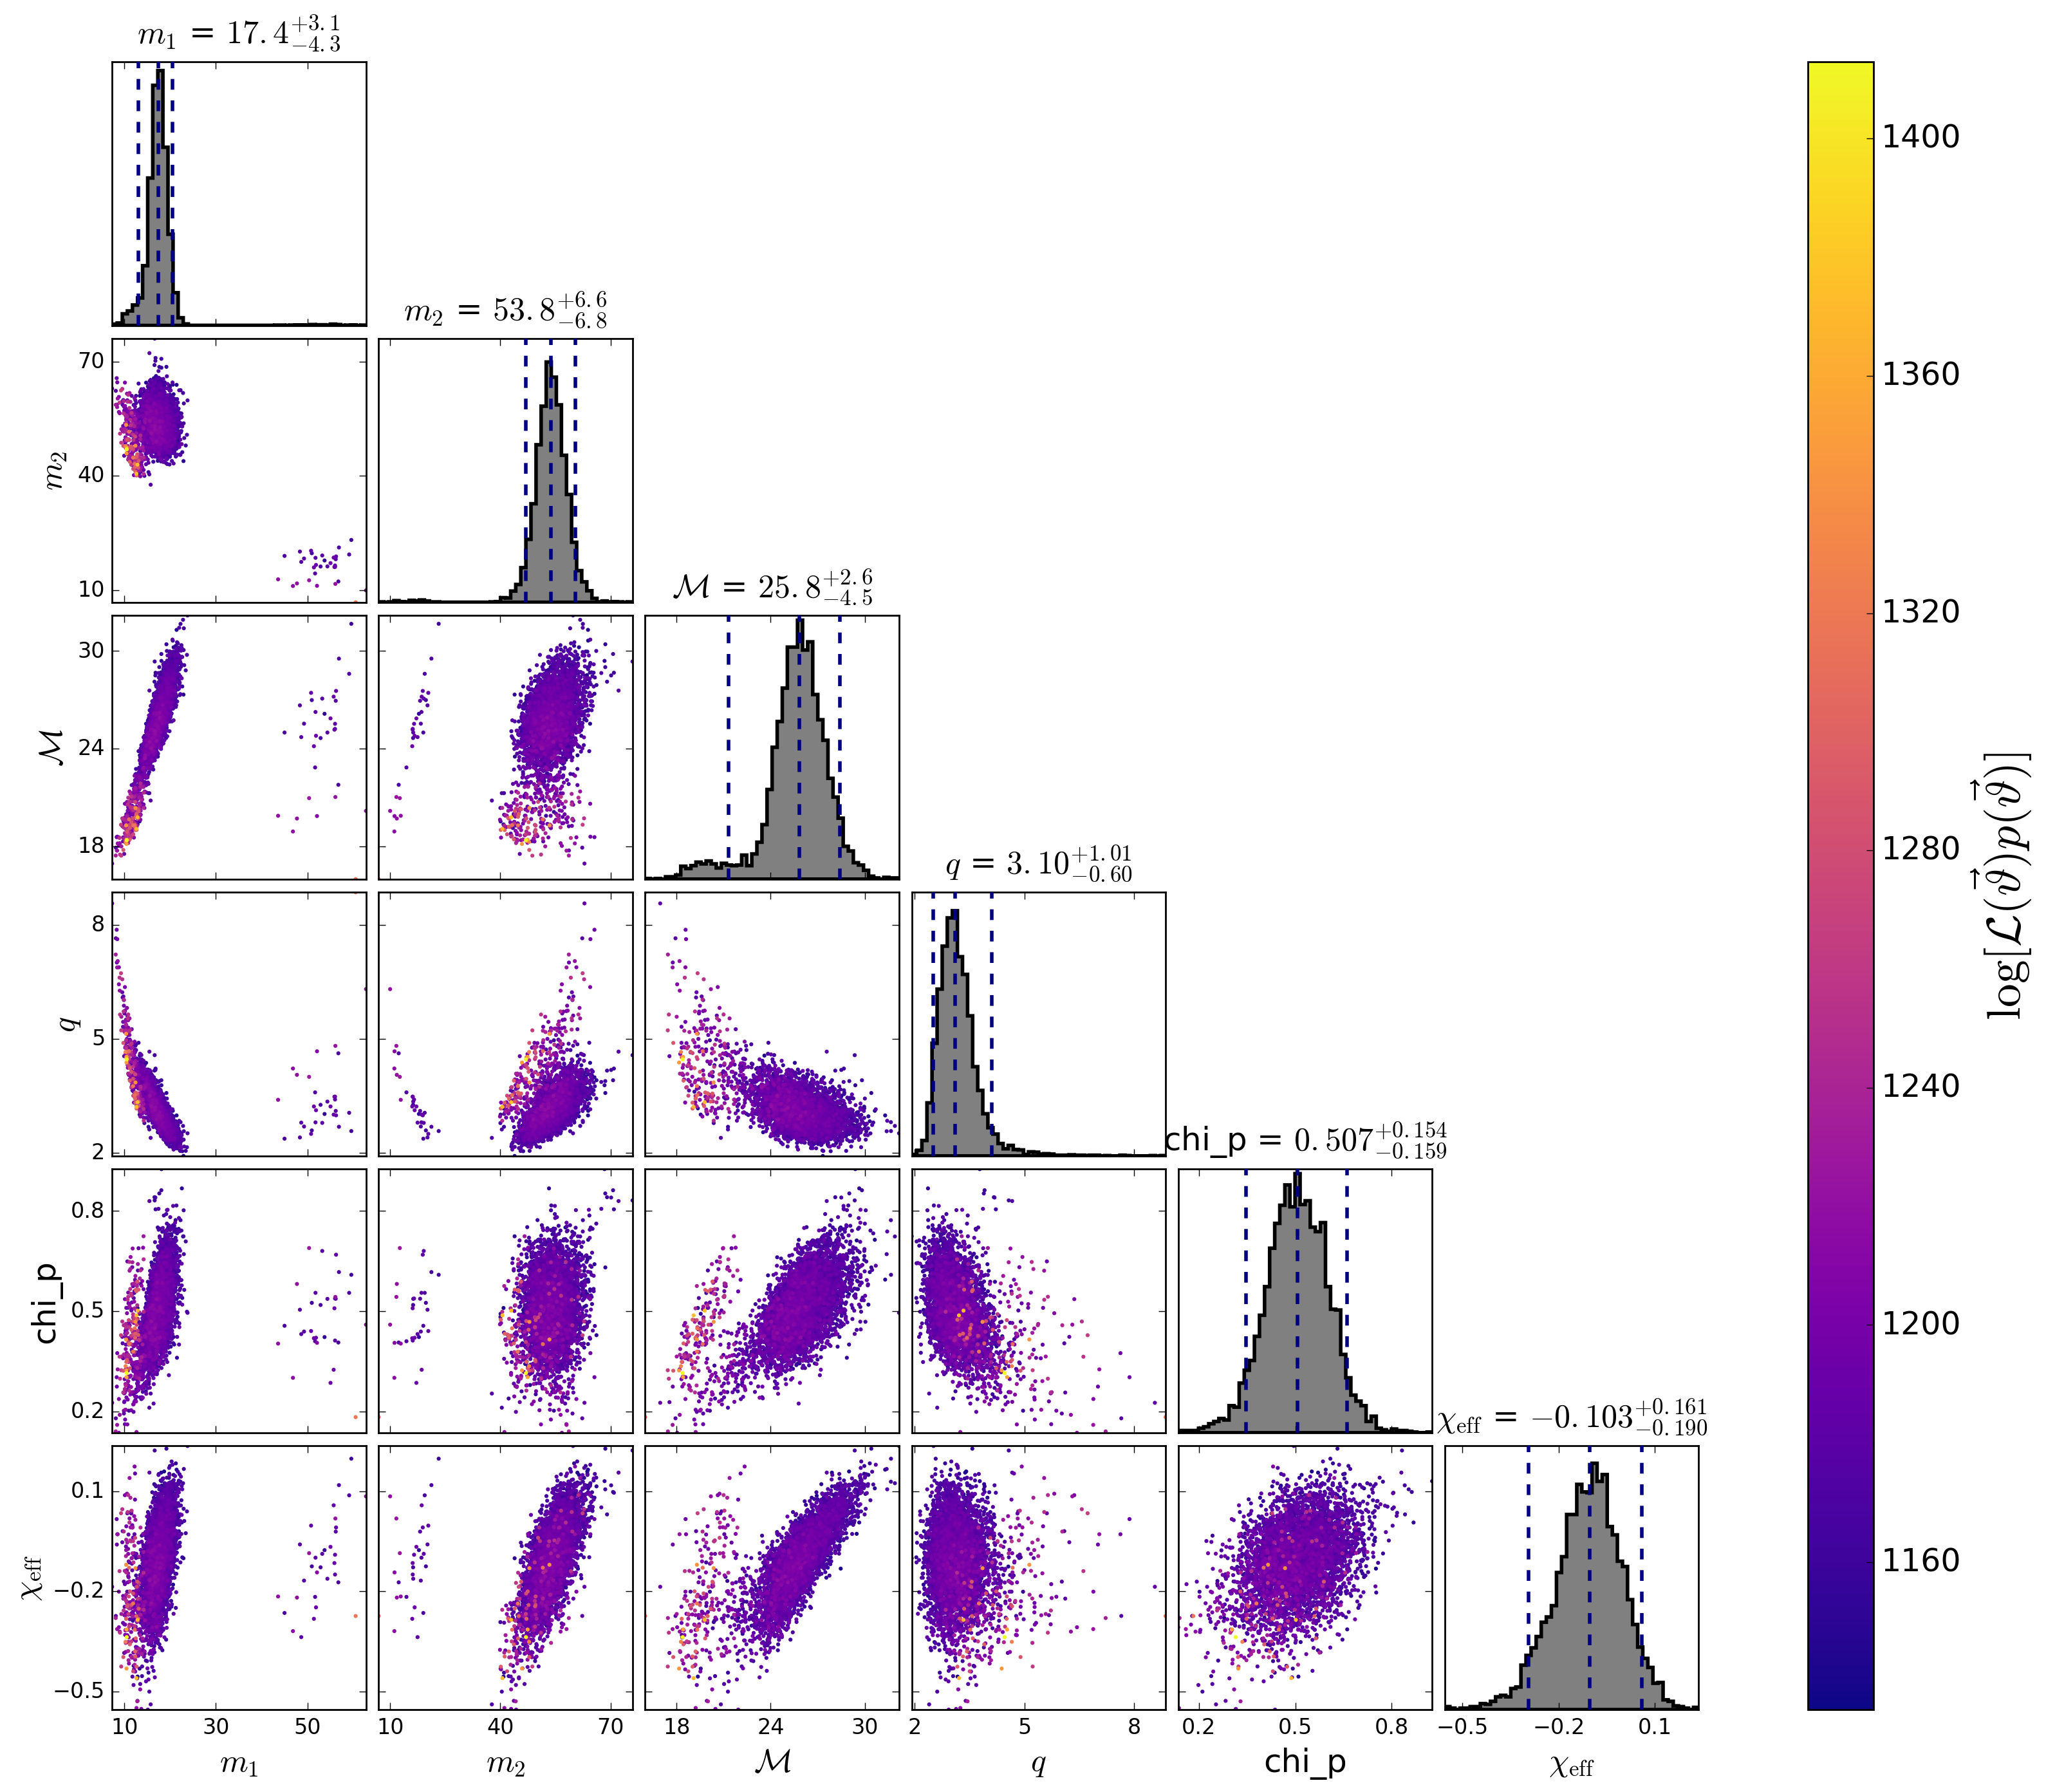 m₁ = 17.4 +3.1 −4.3
1400
m₂ = 53.8 +6.6 −6.8
70
m₂
40
10
1360
ℳ = 25.8 +2.6 −4.5
1320
30
ℳ
24
18
q = 3.10 +1.01 −0.60
1280
log[ℒ(ϑ⃗)p(ϑ⃗)]
8
q
5
2
1240
chi_p = 0.507 +0.154 −0.159
0.8
chi_p
0.5
0.2
1200
χeff = −0.103 +0.161 −0.190
0.1
χeff
−0.2
−0.5
1160
10 30 50 10 40 70 18 24 30 2 5 8 0.2 0.5 0.8 −0.5 −0.2 0.1
m₁ m₂ ℳ q chi_p χeff